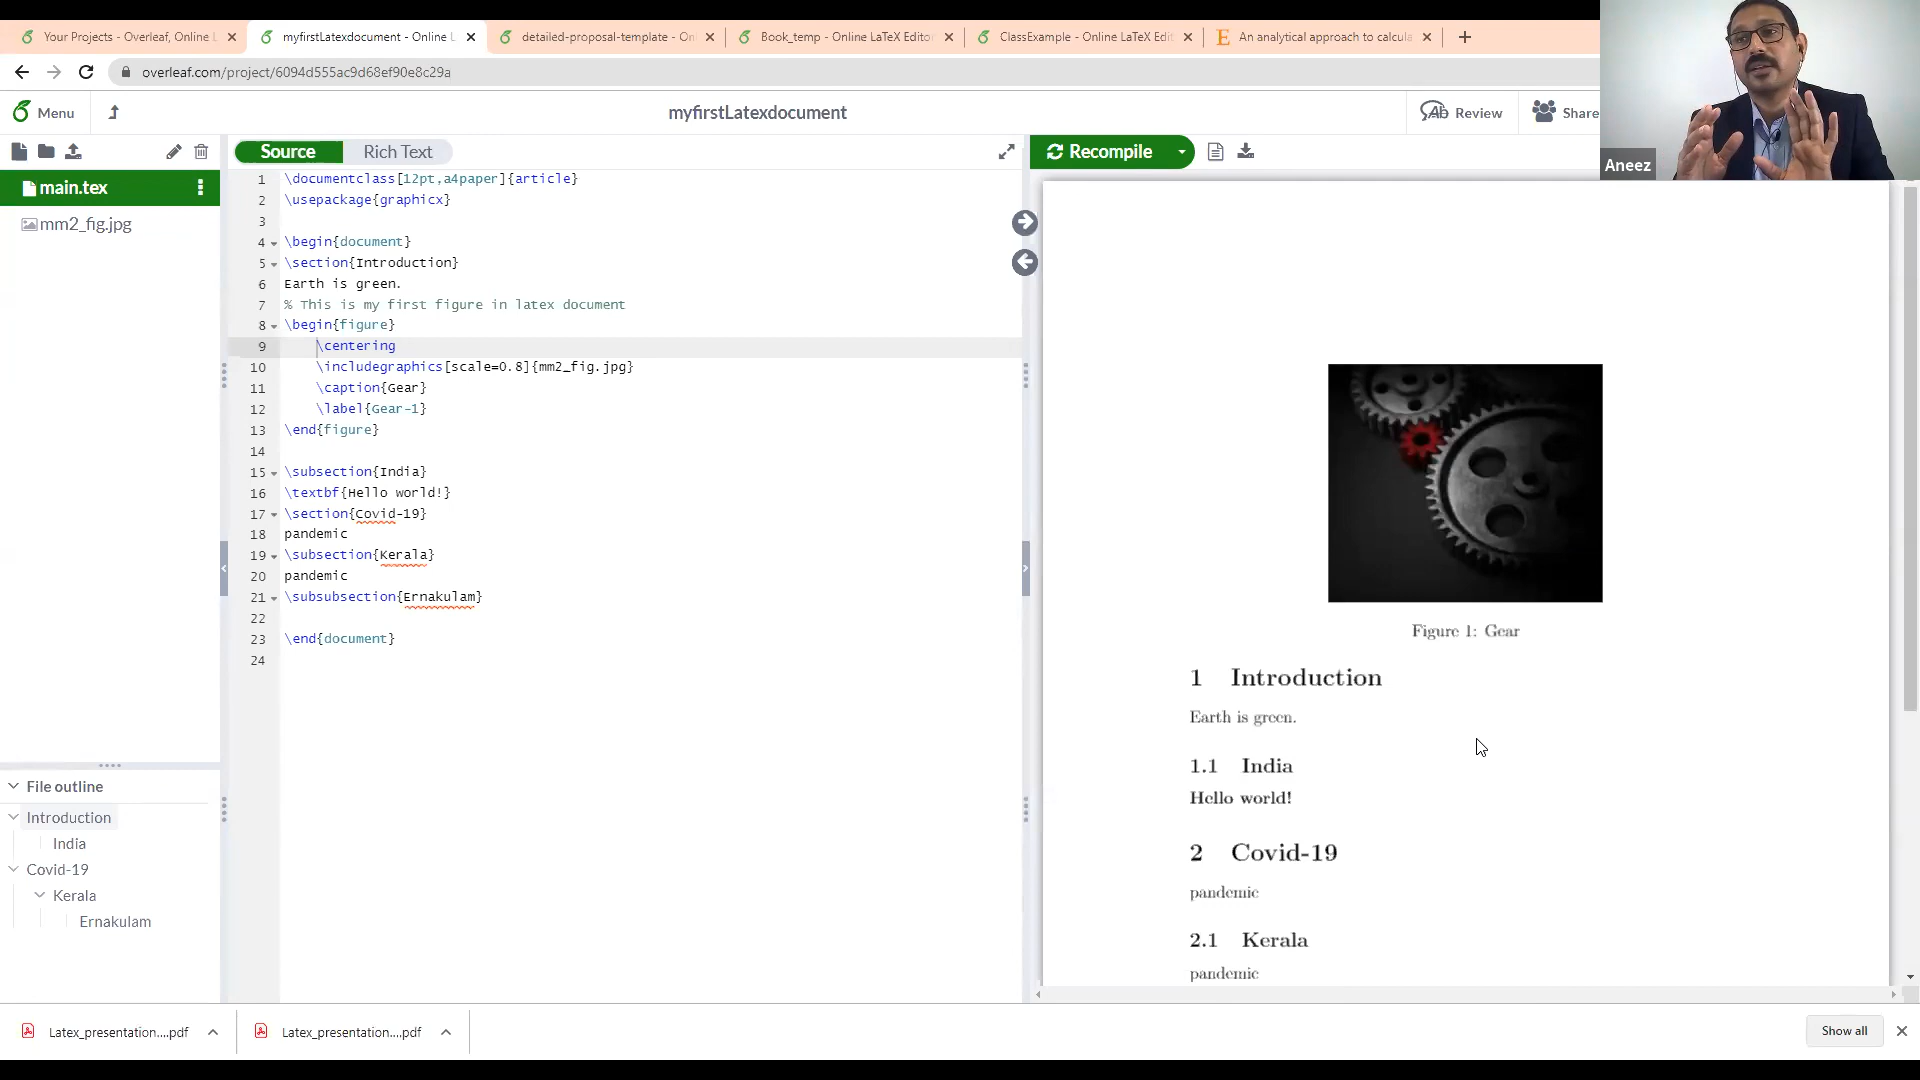 Your Projects - Overleaf, Online L
myfirstLatexdocument - Online L
detailed-proposal-template - Onl
Book_temp - Online LaTeX Editor
ClassExample - Online LaTeX Edit
An analytical approach to calcula
overleaf.com/project/6094d555ac9d68ef90e8c29a
Menu
myfirstLatexdocument
Review
Share
Aneez
Source
Rich Text
Recompile
main.tex
mm2_fig.jpg
1 \documentclass[12pt,a4paper]{article}
2 \usepackage{graphicx}
3
4 \begin{document}
5 \section{Introduction}
6 Earth is green.
7 % This is my first figure in latex document
8 \begin{figure}
9 \centering
10 \includegraphics[scale=0.8]{mm2_fig.jpg}
11 \caption{Gear}
12 \label{Gear-1}
13 \end{figure}
14
15 \subsection{India}
16 \textbf{Hello world!}
17 \section{Covid-19}
18 pandemic
19 \subsection{Kerala}
20 pandemic
21 \subsubsection{Ernakulam}
22
23 \end{document}
24
File outline
Introduction
India
Covid-19
Kerala
Ernakulam
Figure 1: Gear
1 Introduction
Earth is green.
1.1 India
Hello world!
2 Covid-19
pandemic
2.1 Kerala
pandemic
Latex_presentation....pdf
Latex_presentation....pdf
Show all